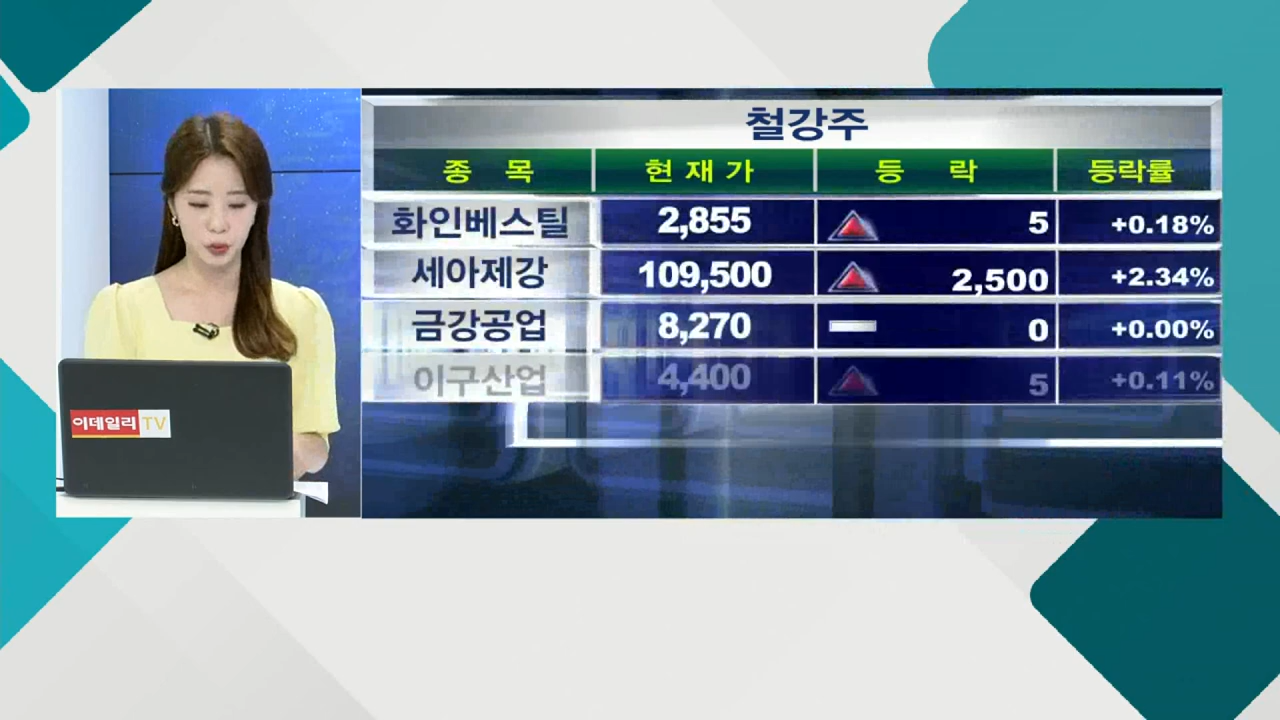 철강주
종 목 현 재 가 등 락 등락률
화인베스틸 2,855 5 +0.18%
세아제강 109,500 2,500 +2.34%
금강공업 8,270 0 +0.00%
이구산업 4,400 5 +0.11%
이데일리TV